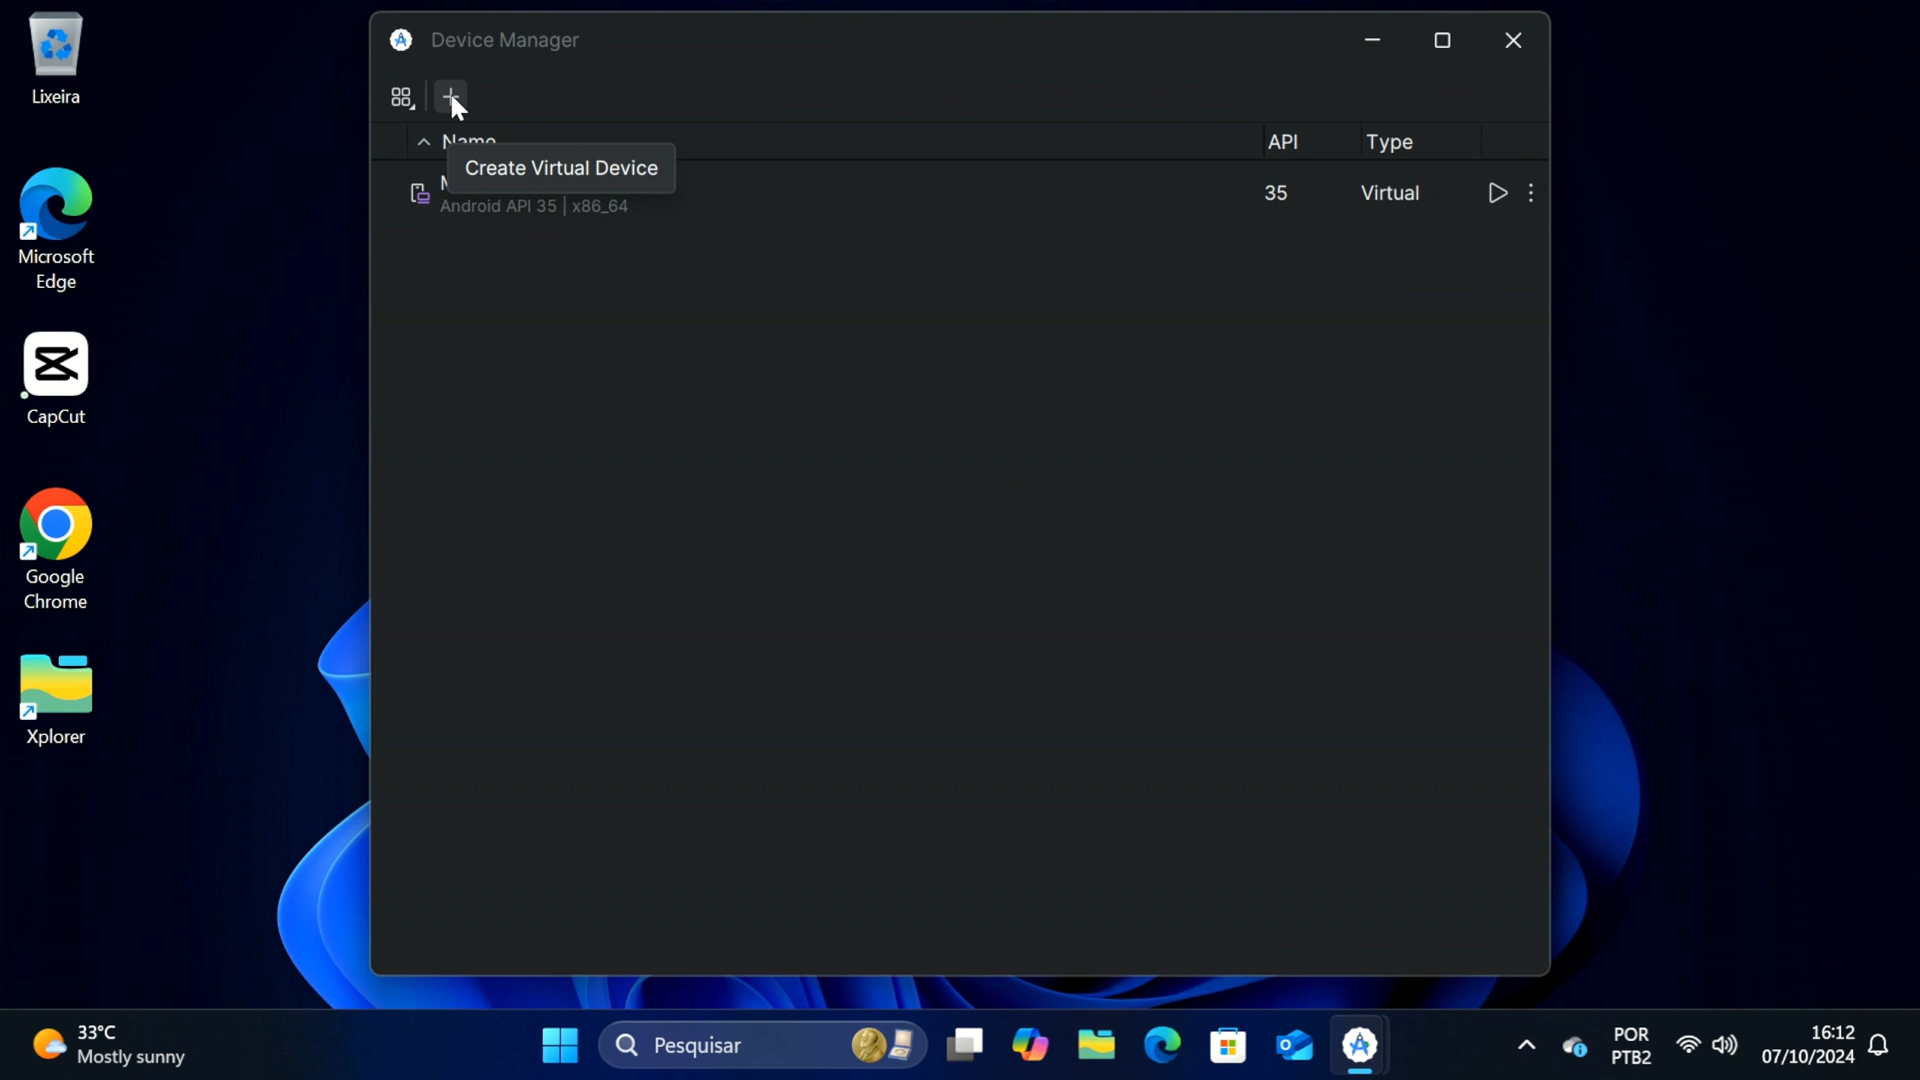 Lixeira
Microsoft
Edge
CapCut
Google
Chrome
Xplorer
Device Manager
Name
API
Type
Create Virtual Device
Android API 35 | x86_64
35
Virtual
33°C
Mostly sunny
Pesquisar
POR
PTB2
16:12
07/10/2024